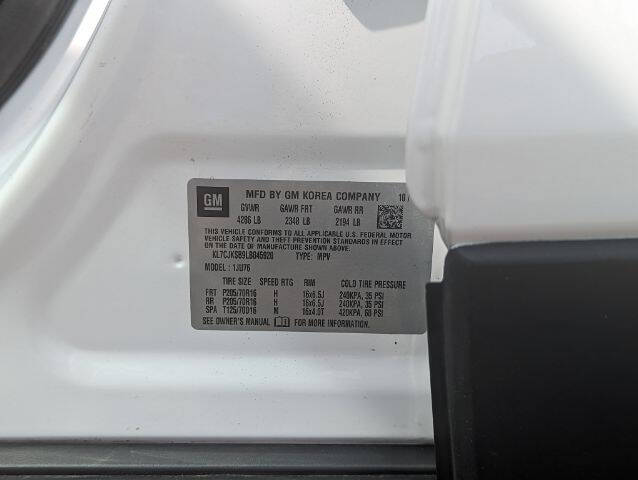 GM
MFD BY GM KOREA COMPANY 10/
GVWR GAWR FRT GAWR RR
4286 LB 2348 LB 2194 LB
THIS VEHICLE CONFORMS TO ALL APPLICABLE U.S. FEDERAL MOTOR
VEHICLE SAFETY AND THEFT PREVENTION STANDARDS IN EFFECT
ON THE DATE OF MANUFACTURE SHOWN ABOVE.
KL7CJKSB9LB045920 TYPE: MPV
MODEL : 1JU76
TIRE SIZE SPEED RTG RIM COLD TIRE PRESSURE
FRT P205/70R16 H 16x6.5J 240KPA, 35 PSI
RR P205/70R16 H 16x6.5J 240KPA, 35 PSI
SPA T125/70D16 M 16x4.0T 420KPA, 60 PSI
SEE OWNER'S MANUAL FOR MORE INFORMATION.